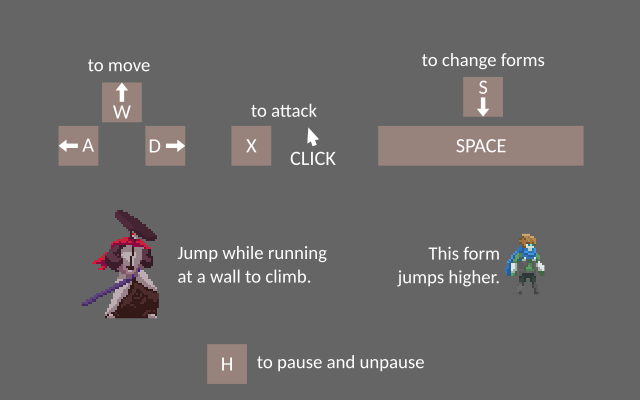 to move
W
A
D
to attack
X
CLICK
to change forms
S
SPACE
Jump while running
at a wall to climb.
This form
jumps higher.
H to pause and unpause